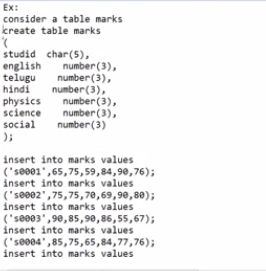 Ex:
consider a table marks
create table marks
(
studid char(5),
english number(3),
telugu number(3),
hindi number(3),
physics number(3),
science number(3),
social number(3)
);
insert into marks values
('s0001',65,75,59,84,90,76);
insert into marks values
('s0002',75,75,70,69,90,80);
insert into marks values
('s0003',90,85,90,86,55,67);
insert into marks values
('s0004',85,75,65,84,77,76);
insert into marks values